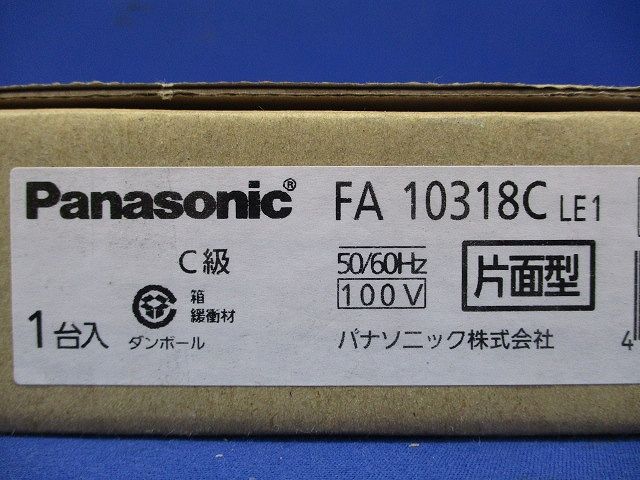 Panasonic® FA 10318C LE1
C級 50/60Hz 片面型
箱 100V
緩衝材
1台入 ダンボール パナソニック株式会社 4